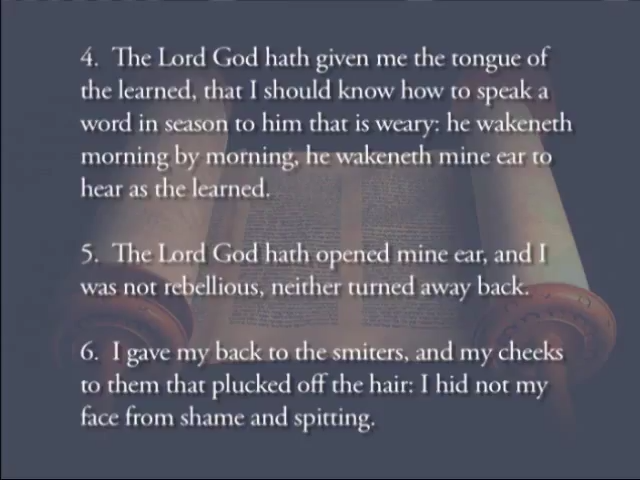 4. The Lord God hath given me the tongue of
the learned, that I should know how to speak a
word in season to him that is weary: he wakeneth
morning by morning, he wakeneth mine ear to
hear as the learned.
5. The Lord God hath opened mine ear, and I
was not rebellious, neither turned away back.
6. I gave my back to the smiters, and my cheeks
to them that plucked off the hair: I hid not my
face from shame and spitting.